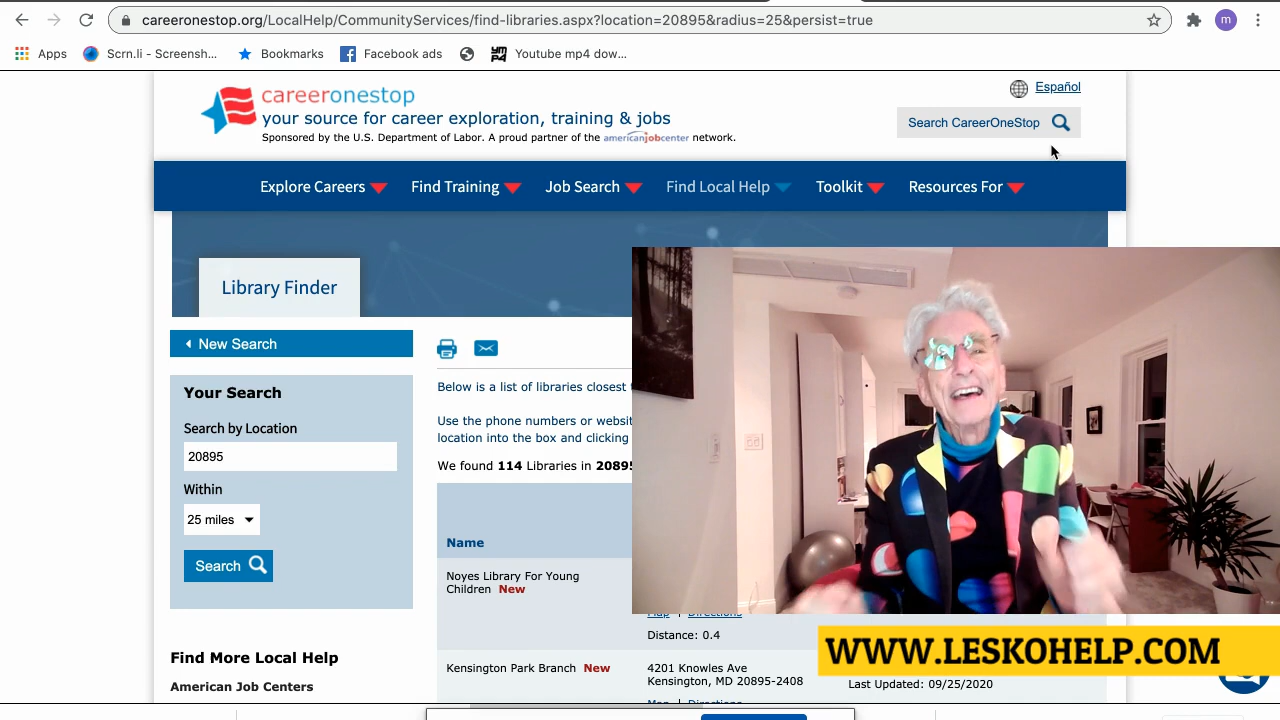 careeronestop.org/LocalHelp/CommunityServices/find-libraries.aspx?location=20895&radius=25&persist=true
m
Apps
Scrn.li - Screensh...
Bookmarks
Facebook ads
Youtube mp4 dow...
careeronestop
your source for career exploration, training & jobs
Sponsored by the U.S. Department of Labor. A proud partner of the americanjobcenter network.
Español
Search CareerOneStop
Explore Careers
Find Training
Job Search
Find Local Help
Toolkit
Resources For
Library Finder
New Search
Your Search
Search by Location
20895
Within
25 miles
Search
Find More Local Help
American Job Centers
Below is a list of libraries closest
Use the phone numbers or websit
location into the box and clicking
We found 114 Libraries in 20895
Name
Noyes Library For Young
Children New
Map | Directions
Distance: 0.4
Kensington Park Branch New
4201 Knowles Ave
Kensington, MD 20895-2408
Map | Directions
Last Updated: 09/25/2020
WWW.LESKOHELP.COM